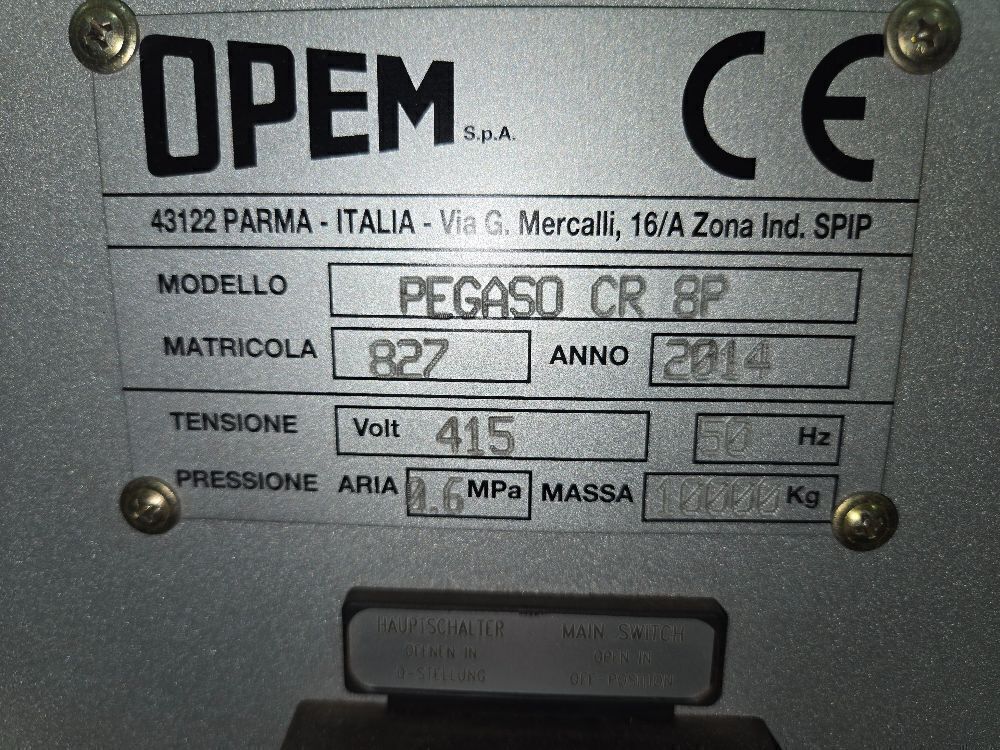 OPEM S.p.A. CE
43122 PARMA - ITALIA - Via G. Mercalli, 16/A Zona Ind. SPIP
MODELLO PEGASO CR 8P
MATRICOLA 827 ANNO 2014
TENSIONE Volt 415 50 Hz
PRESSIONE ARIA 0.6 MPa MASSA 10000 Kg
HAUPTSCHALTER MAIN SWITCH
OFFNEN IN OPEN IN
0-STELLUNG OFF POSITION